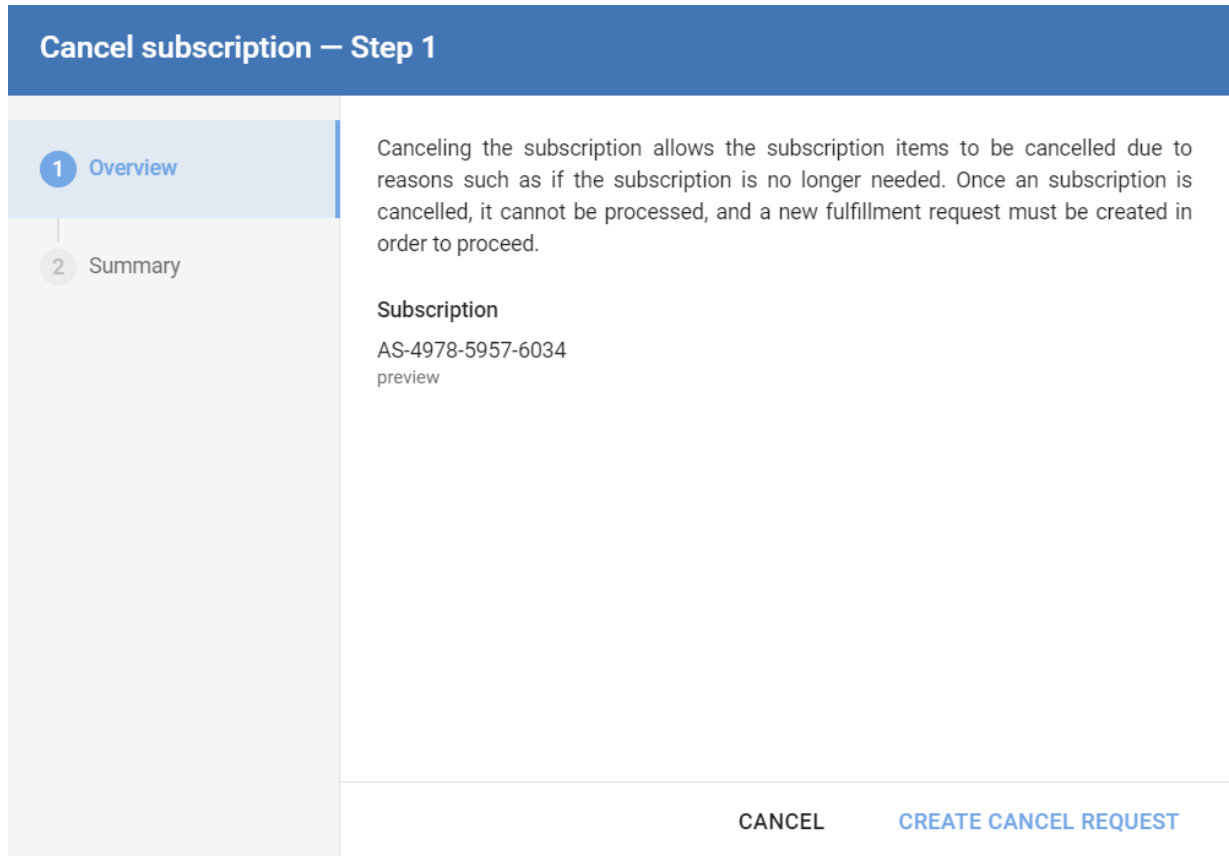 Cancel subscription — Step 1
1 Overview
2 Summary
Canceling the subscription allows the subscription items to be cancelled due to
reasons such as if the subscription is no longer needed. Once an subscription is
cancelled, it cannot be processed, and a new fulfillment request must be created in
order to proceed.
Subscription
AS-4978-5957-6034
preview
CANCEL CREATE CANCEL REQUEST